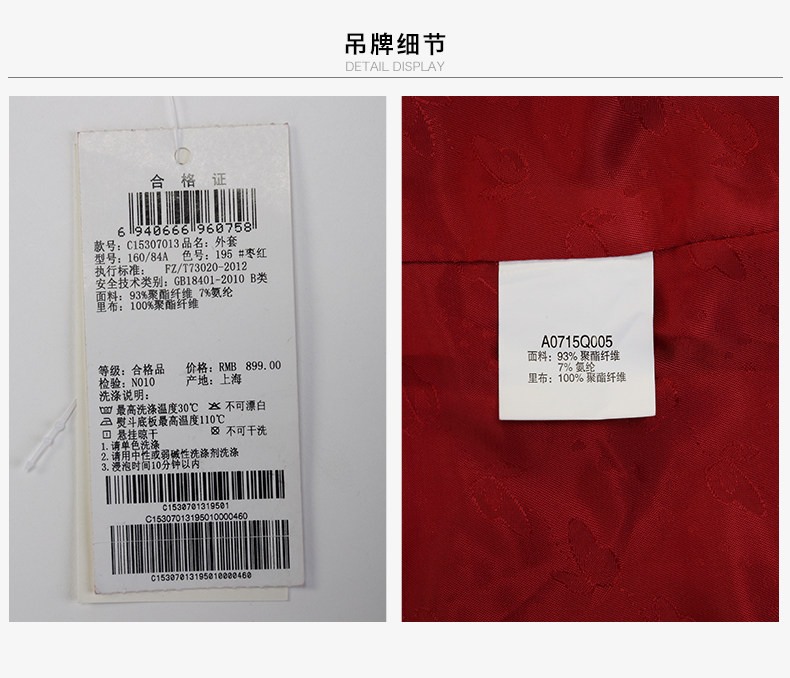 吊牌细节
DETAIL DISPLAY
合格证
6 940666 960758
款号: C15307013 品名: 外套
型号: 160/84A 色号: 195 #枣红
执行标准: FZ/T73020-2012
安全技术类别: GB18401-2010 B类
面料: 93%聚酯纤维 7%氨纶
里布: 100%聚酯纤维
等级: 合格品 价格: RMB 899.00
检验: N010 产地: 上海
洗涤说明:
最高洗涤温度30℃ 不可漂白
熨斗底板最高温度110℃
悬挂晾干 不可干洗
1.请单色洗涤
2.请用中性或弱碱性洗涤剂洗涤
3.浸泡时间10分钟以内
C1530701319501
C15307013195010000460
C15307013195010000460
A0715Q005
面料: 93% 聚酯纤维
7% 氨纶
里布: 100% 聚酯纤维